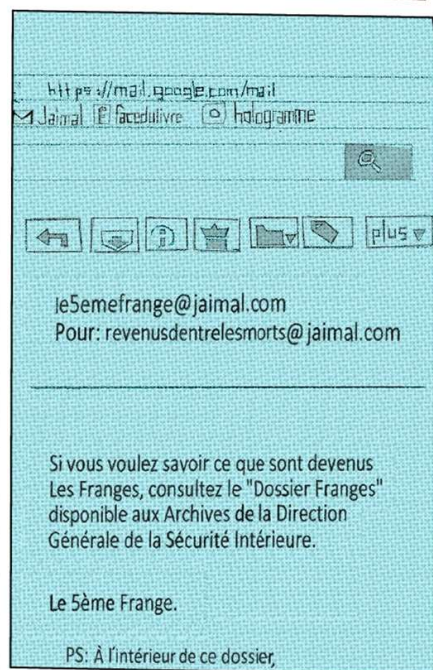 https://mail.google.com/mail
Jaimal facedulivre hologramme
plus
le5emefrange@jaimal.com
Pour: revenusdentrelesmorts@jaimal.com
Si vous voulez savoir ce que sont devenus
Les Franges, consultez le "Dossier Franges"
disponible aux Archives de la Direction
Générale de la Sécurité Intérieure.
Le 5ème Frange.
PS: À l'intérieur de ce dossier,